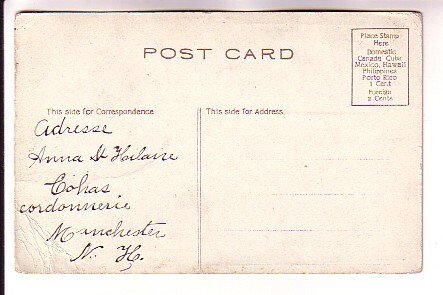 POST CARD
Place Stamp
Here
Domestic
Canada, Cuba
Mexico, Hawaii
Philippines
Porto Rico
1 Cent
Foreign
2 Cents
This side for Correspondence
This side for Address.
Adresse
Anna St Hilaire
Cohas
cordonnerie
Manchester
N. H.